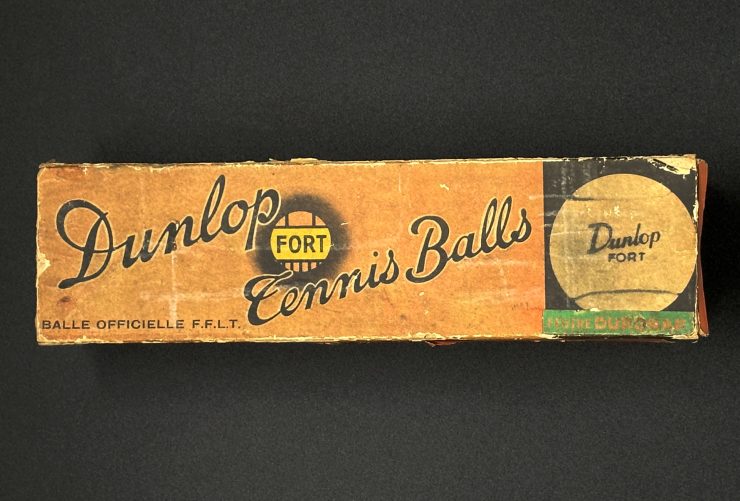 Dunlop
FORT
Tennis Balls
BALLE OFFICIELLE F.F.L.T.
Dunlop
FORT